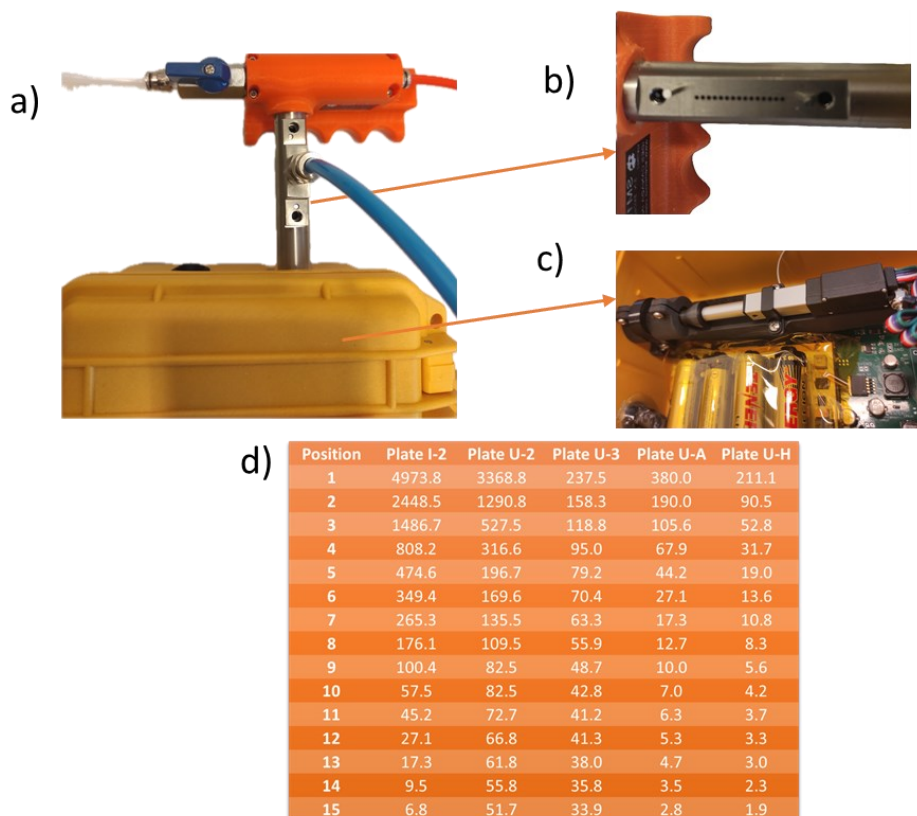 a)
b)
c)
d)
Position Plate I-2 Plate U-2 Plate U-3 Plate U-A Plate U-H
1 4973.8 3368.8 237.5 380.0 211.1
2 2448.5 1290.8 158.3 190.0 90.5
3 1486.7 527.5 118.8 105.6 52.8
4 808.2 316.6 95.0 67.9 31.7
5 474.6 196.7 79.2 44.2 19.0
6 349.4 169.6 70.4 27.1 13.6
7 265.3 135.5 63.3 17.3 10.8
8 176.1 109.5 55.9 12.7 8.3
9 100.4 82.5 48.7 10.0 5.6
10 57.5 82.5 42.8 7.0 4.2
11 45.2 72.7 41.2 6.3 3.7
12 27.1 66.8 41.3 5.3 3.3
13 17.3 61.8 38.0 4.7 3.0
14 9.5 55.8 35.8 3.5 2.3
15 6.8 51.7 33.9 2.8 1.9